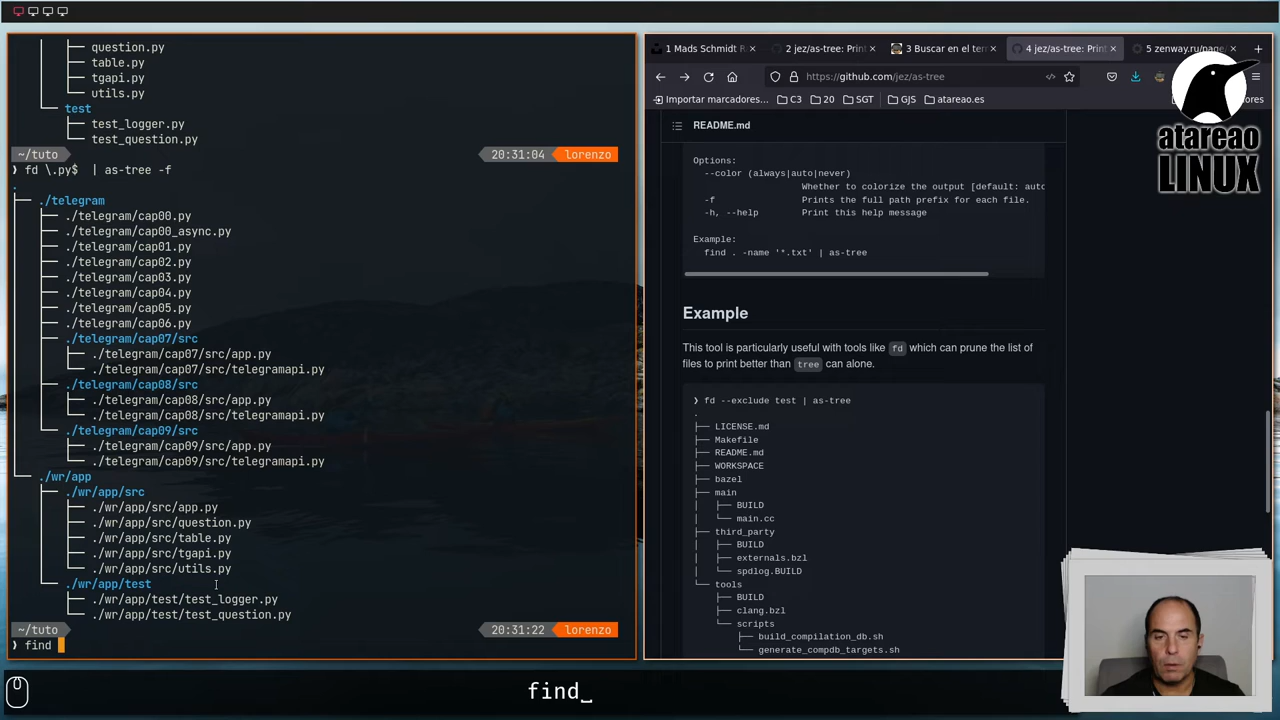 │   ├── question.py
│   ├── table.py
│   ├── tgapi.py
│   └── utils.py
└── test
├── test_logger.py
└── test_question.py
~/tuto
20:31:04 lorenzo
❯ fd \.py$  | as-tree -f
.
├── ./telegram
│   ├── ./telegram/cap00.py
│   ├── ./telegram/cap00_async.py
│   ├── ./telegram/cap01.py
│   ├── ./telegram/cap02.py
│   ├── ./telegram/cap03.py
│   ├── ./telegram/cap04.py
│   ├── ./telegram/cap05.py
│   ├── ./telegram/cap06.py
│   ├── ./telegram/cap07/src
│   │   ├── ./telegram/cap07/src/app.py
│   │   └── ./telegram/cap07/src/telegramapi.py
│   ├── ./telegram/cap08/src
│   │   ├── ./telegram/cap08/src/app.py
│   │   └── ./telegram/cap08/src/telegramapi.py
│   └── ./telegram/cap09/src
│       ├── ./telegram/cap09/src/app.py
│       └── ./telegram/cap09/src/telegramapi.py
└── ./wr/app
├── ./wr/app/src
│   ├── ./wr/app/src/app.py
│   ├── ./wr/app/src/question.py
│   ├── ./wr/app/src/table.py
│   ├── ./wr/app/src/tgapi.py
│   └── ./wr/app/src/utils.py
└── ./wr/app/test
├── ./wr/app/test/test_logger.py
└── ./wr/app/test/test_question.py
~/tuto
20:31:22 lorenzo
❯ find
1 Mads Schmidt R
2 jez/as-tree: Prin
3 Buscar en el ter
4 jez/as-tree: Prin
5 zenway.ru/page/
https://github.com/jez/as-tree
Importar marcadores... C3 20 SGT GJS atareao.es
README.md
Options:
--color (always|auto|never)
Whether to colorize the output [default: auto
-f Prints the full path prefix for each file.
-h, --help Print this help message
Example:
find . -name '*.txt' | as-tree
Example
This tool is particularly useful with tools like fd which can prune the list of
files to print better than tree can alone.
❯ fd --exclude test | as-tree
.
├── LICENSE.md
├── Makefile
├── README.md
├── WORKSPACE
├── bazel
├── main
│   ├── BUILD
│   └── main.cc
├── third_party
│   ├── BUILD
│   ├── externals.bzl
│   └── spdlog.BUILD
└── tools
├── BUILD
├── clang.bzl
└── scripts
├── build_compilation_db.sh
└── generate_compdb_targets.sh
atareao
LINUX
find_